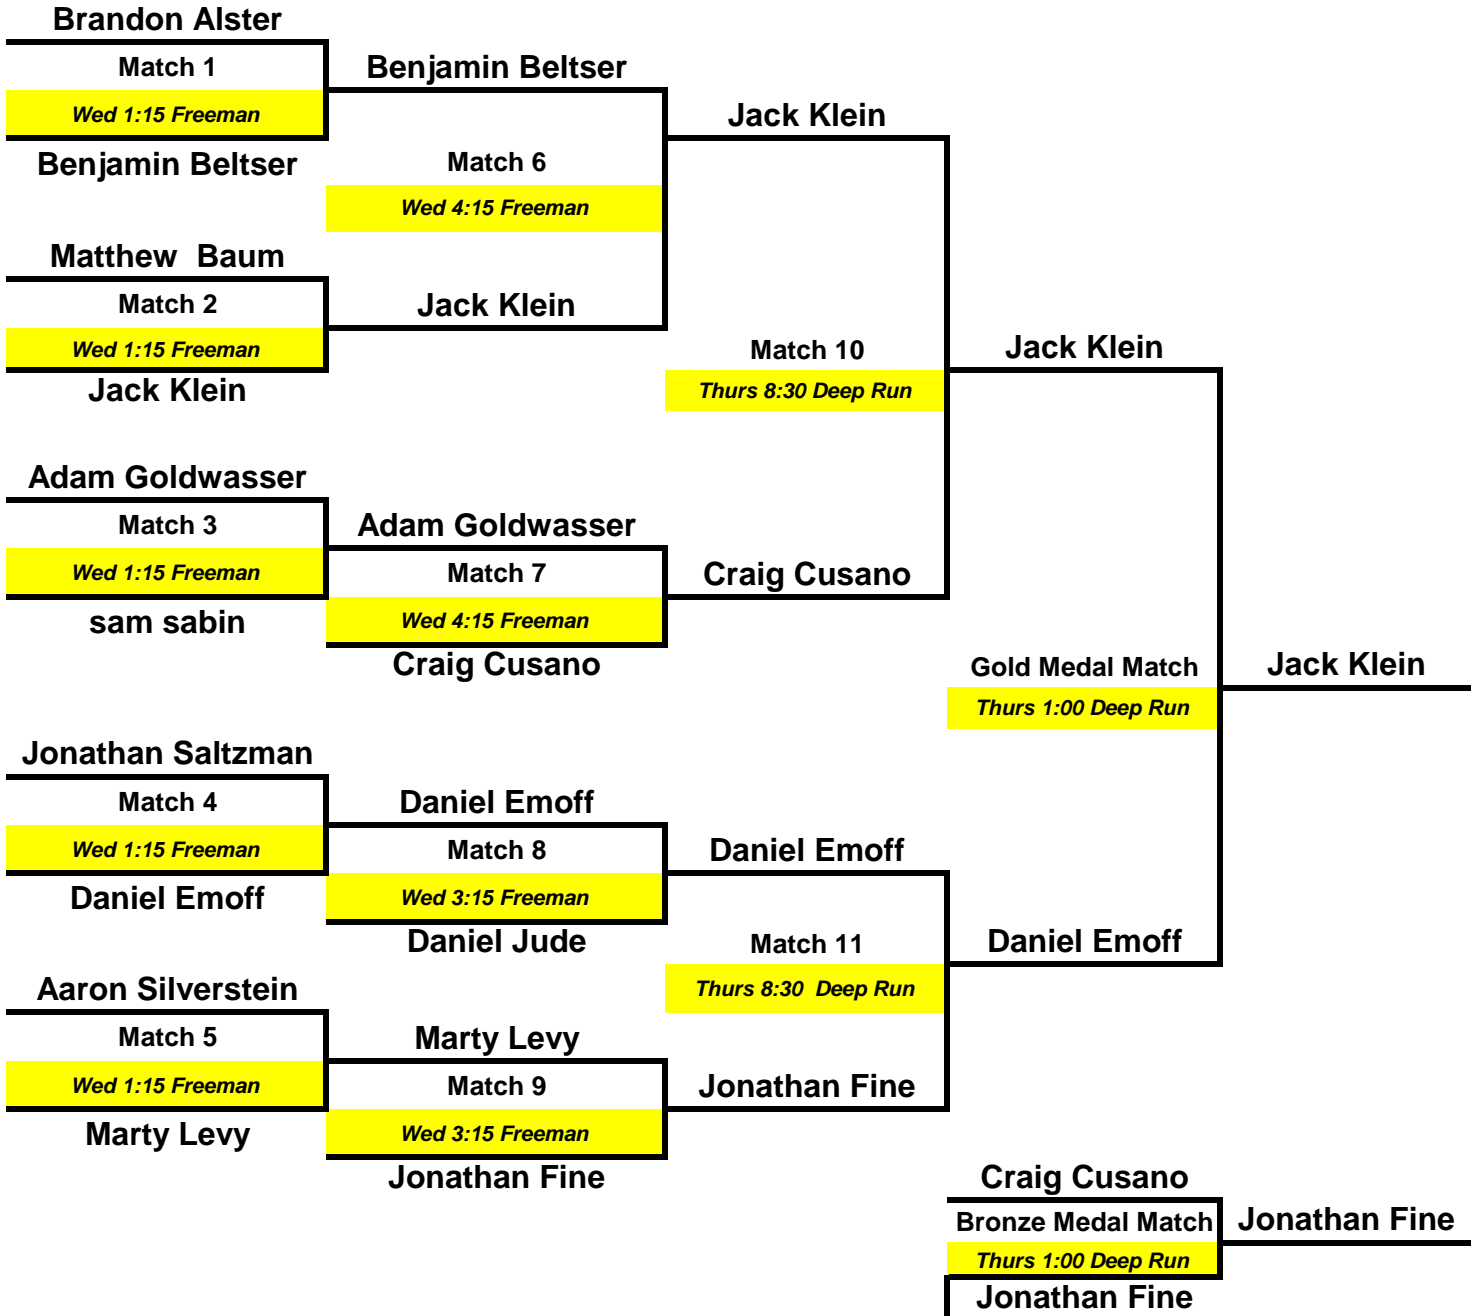 Brandon Alster
Match 1
Wed 1:15 Freeman
Benjamin Beltser
Matthew  Baum
Match 2
Wed 1:15 Freeman
Jack Klein
Adam Goldwasser
Match 3
Wed 1:15 Freeman
sam sabin
Jonathan Saltzman
Match 4
Wed 1:15 Freeman
Daniel Emoff
Aaron Silverstein
Match 5
Wed 1:15 Freeman
Marty Levy
Benjamin Beltser
Match 6
Wed 4:15 Freeman
Jack Klein
Adam Goldwasser
Match 7
Wed 4:15 Freeman
Craig Cusano
Daniel Emoff
Match 8
Wed 3:15 Freeman
Daniel Jude
Marty Levy
Match 9
Wed 3:15 Freeman
Jonathan Fine
Jack Klein
Match 10
Thurs 8:30 Deep Run
Craig Cusano
Daniel Emoff
Match 11
Thurs 8:30  Deep Run
Jonathan Fine
Jack Klein
Gold Medal Match
Thurs 1:00 Deep Run
Daniel Emoff
Jack Klein
Craig Cusano
Bronze Medal Match
Thurs 1:00 Deep Run
Jonathan Fine
Jonathan Fine